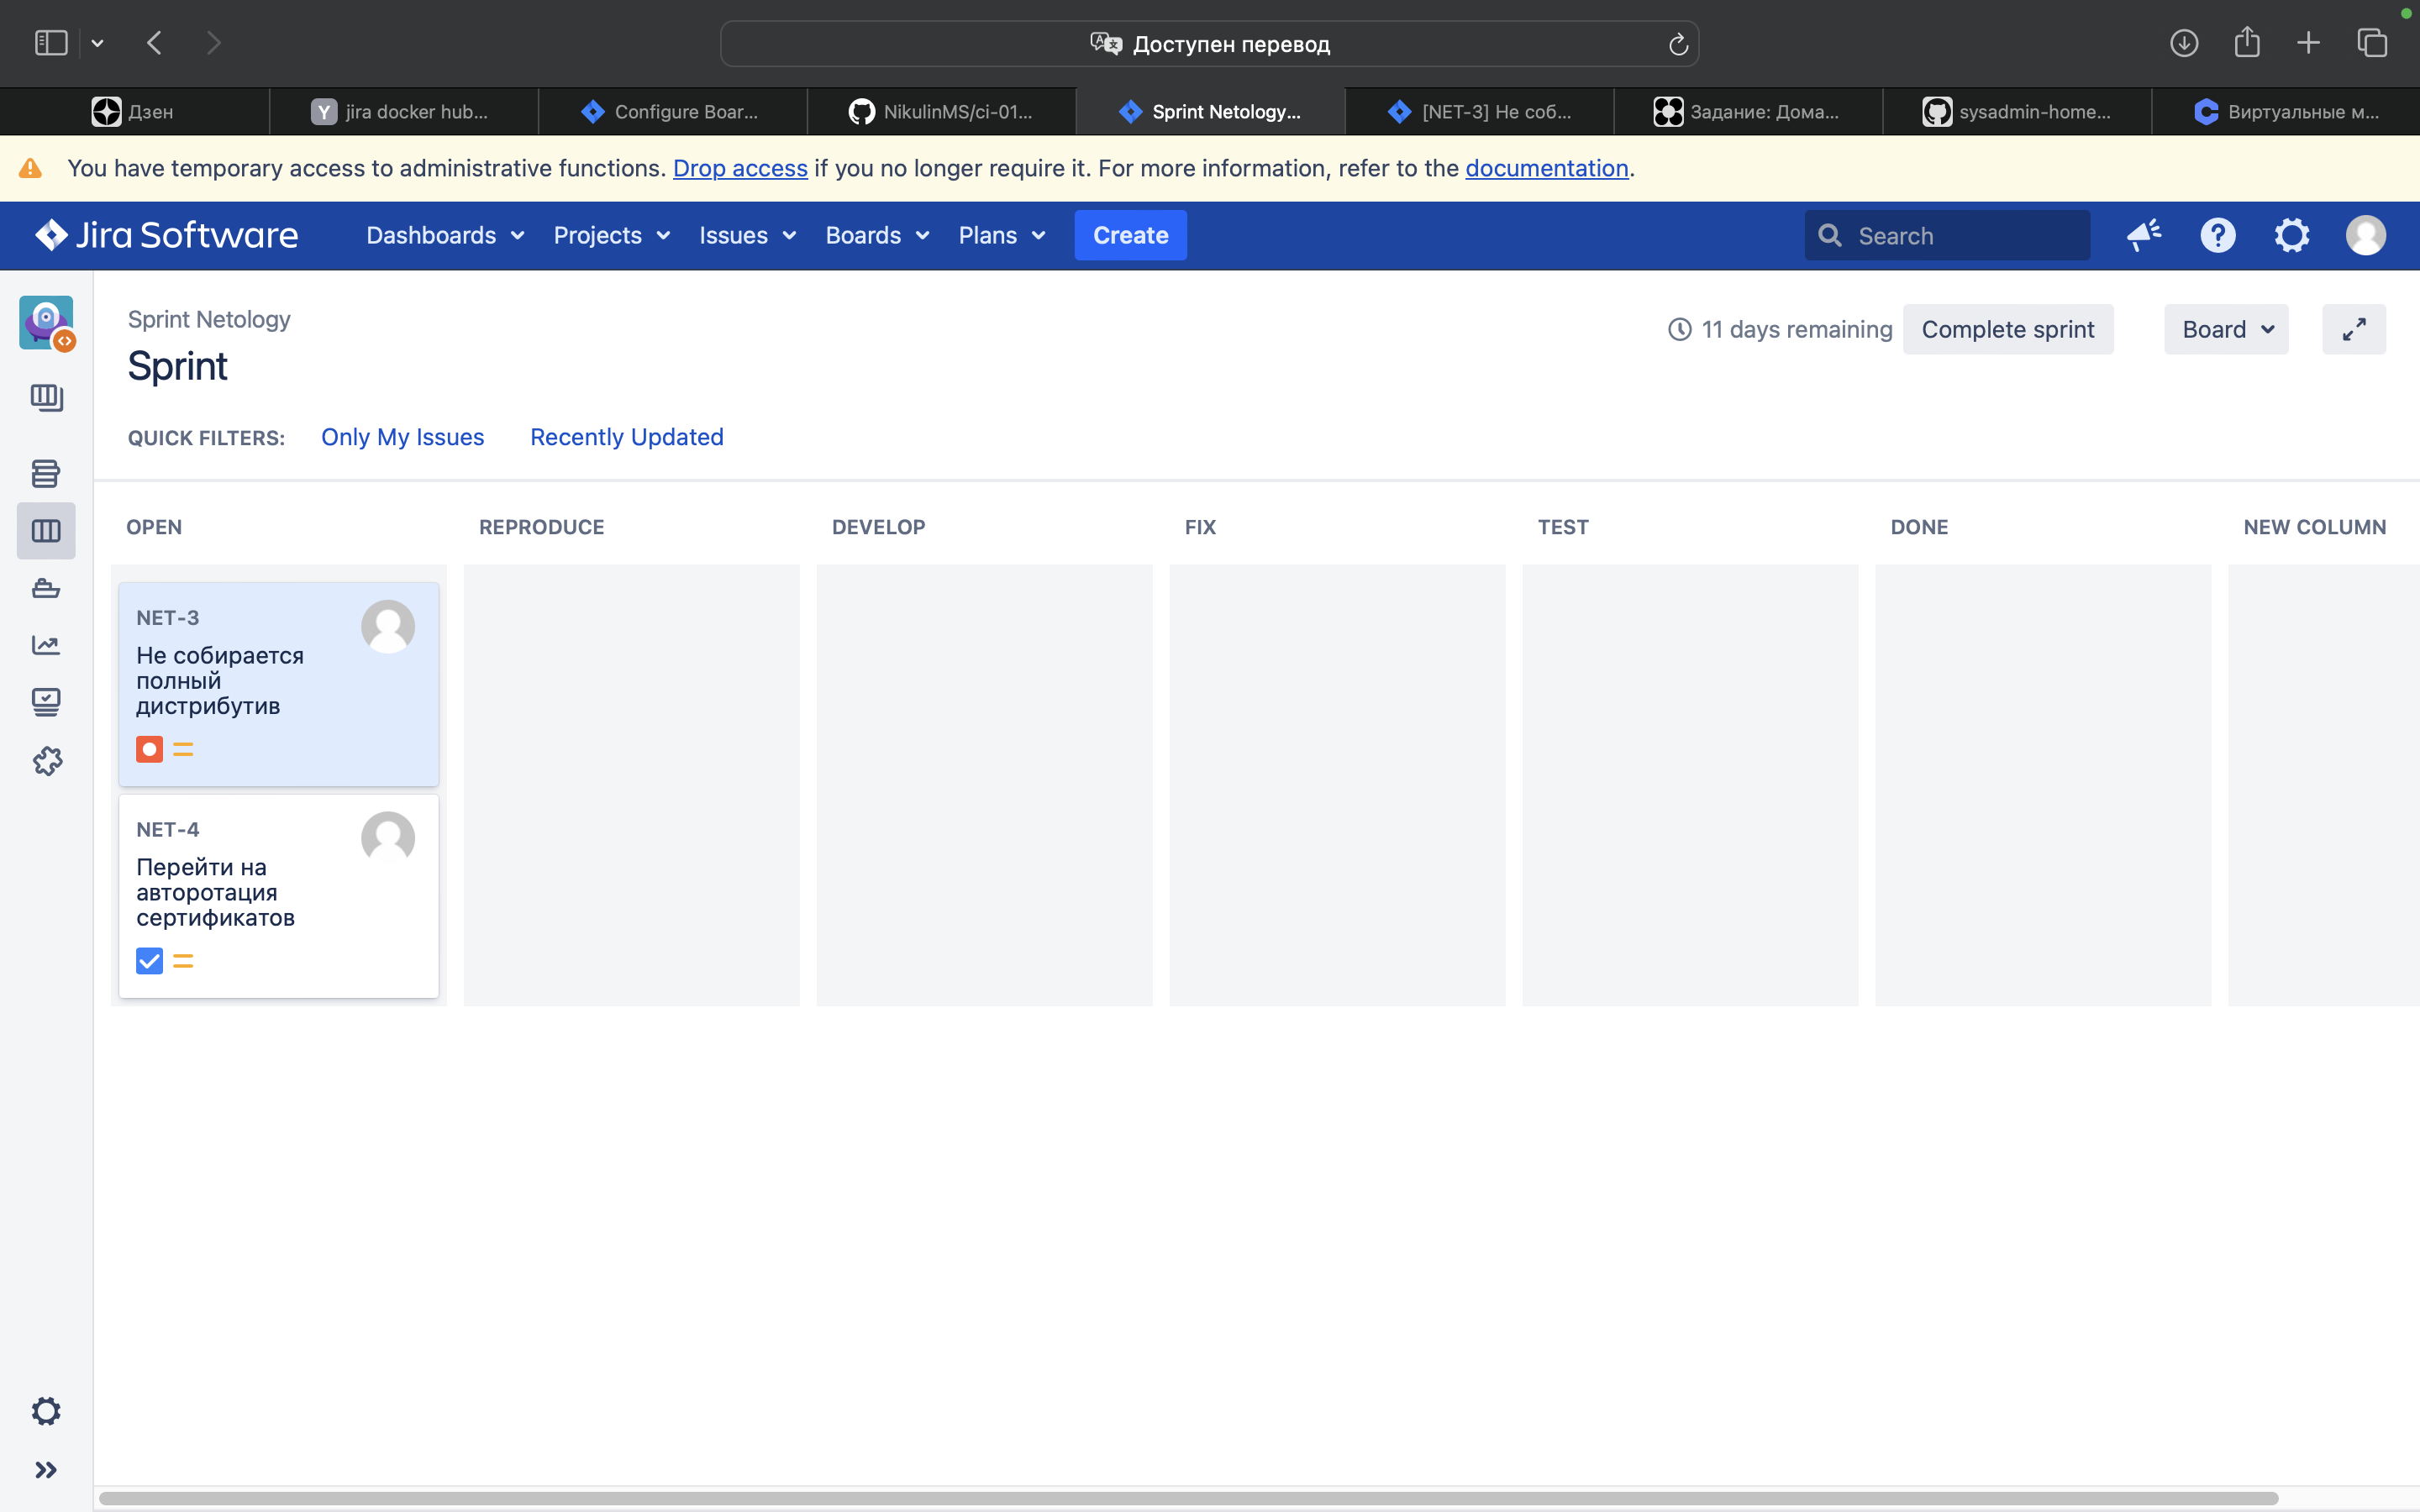 Доступен перевод
Дзен
Y jira docker hub...
Configure Boar...
NikulinMS/ci-01...
Sprint Netology...
[NET-3] Не соб...
Задание: Дома...
sysadmin-home...
Виртуальные м...
You have temporary access to administrative functions. Drop access if you no longer require it. For more information, refer to the documentation.
Jira Software Dashboards Projects Issues Boards Plans Create Search
Sprint Netology
Sprint
11 days remaining Complete sprint Board
QUICK FILTERS: Only My Issues Recently Updated
OPEN REPRODUCE DEVELOP FIX TEST DONE NEW COLUMN
NET-3
Не собирается
полный
дистрибутив
NET-4
Перейти на
авторотация
сертификатов